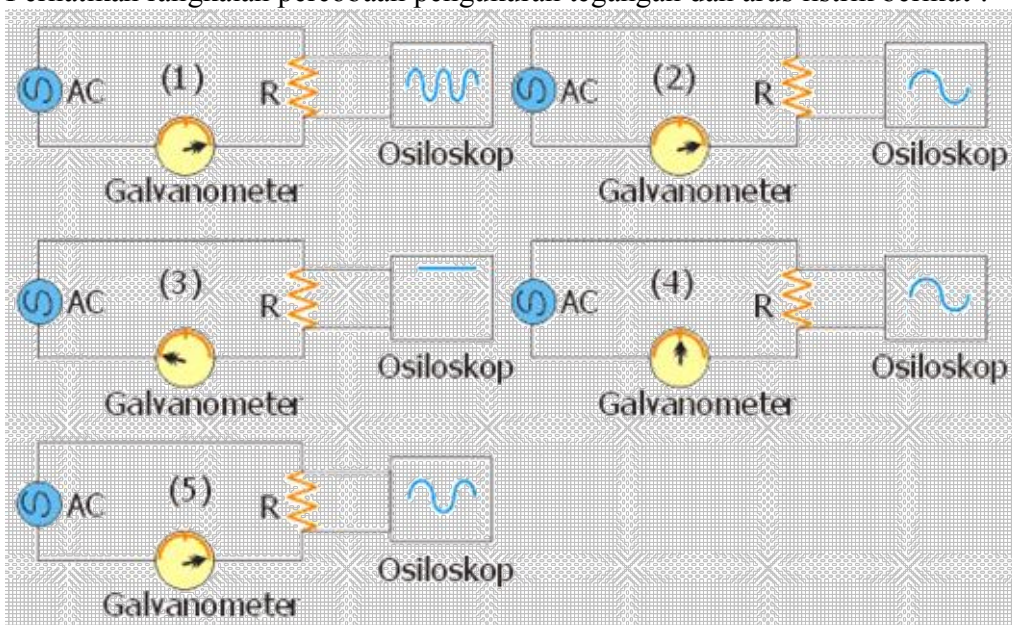 (1)
AC
R
Osiloskop
Galvanometer
(2)
AC
R
Osiloskop
Galvanometer
(3)
AC
R
Osiloskop
Galvanometer
(4)
AC
R
Osiloskop
Galvanometer
(5)
AC
R
Osiloskop
Galvanometer